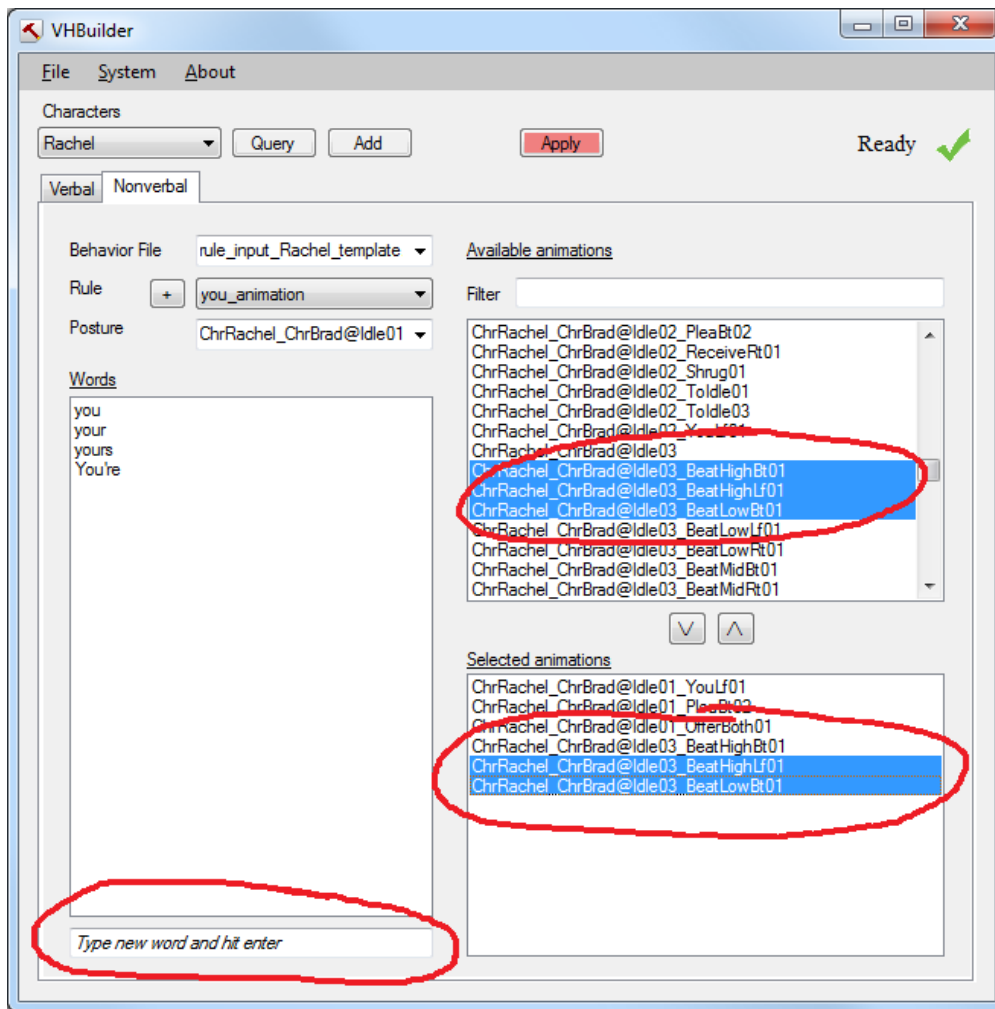 VHBuilder
File System About
Characters
Rachel Query Add Apply Ready
Verbal Nonverbal
Behavior File rule_input_Rachel_template
Rule + you_animation
Posture ChrRachel_ChrBrad@Idle01
Words
you
your
yours
You're
Type new word and hit enter
Available animations
Filter
ChrRachel_ChrBrad@Idle02_PleaBt02
ChrRachel_ChrBrad@Idle02_ReceiveRt01
ChrRachel_ChrBrad@Idle02_Shrug01
ChrRachel_ChrBrad@Idle02_ToIdle01
ChrRachel_ChrBrad@Idle02_ToIdle03
ChrRachel_ChrBrad@Idle02_YouLf01
ChrRachel_ChrBrad@Idle03
ChrRachel_ChrBrad@Idle03_BeatHighBt01
ChrRachel_ChrBrad@Idle03_BeatHighLf01
ChrRachel_ChrBrad@Idle03_BeatLowBt01
ChrRachel_ChrBrad@Idle03_BeatLowLf01
ChrRachel_ChrBrad@Idle03_BeatLowRt01
ChrRachel_ChrBrad@Idle03_BeatMidBt01
ChrRachel_ChrBrad@Idle03_BeatMidRt01
Selected animations
ChrRachel_ChrBrad@Idle01_YouLf01
ChrRachel_ChrBrad@Idle01_PleaBt02
ChrRachel_ChrBrad@Idle01_OfferBoth01
ChrRachel_ChrBrad@Idle03_BeatHighBt01
ChrRachel_ChrBrad@Idle03_BeatHighLf01
ChrRachel_ChrBrad@Idle03_BeatLowBt01